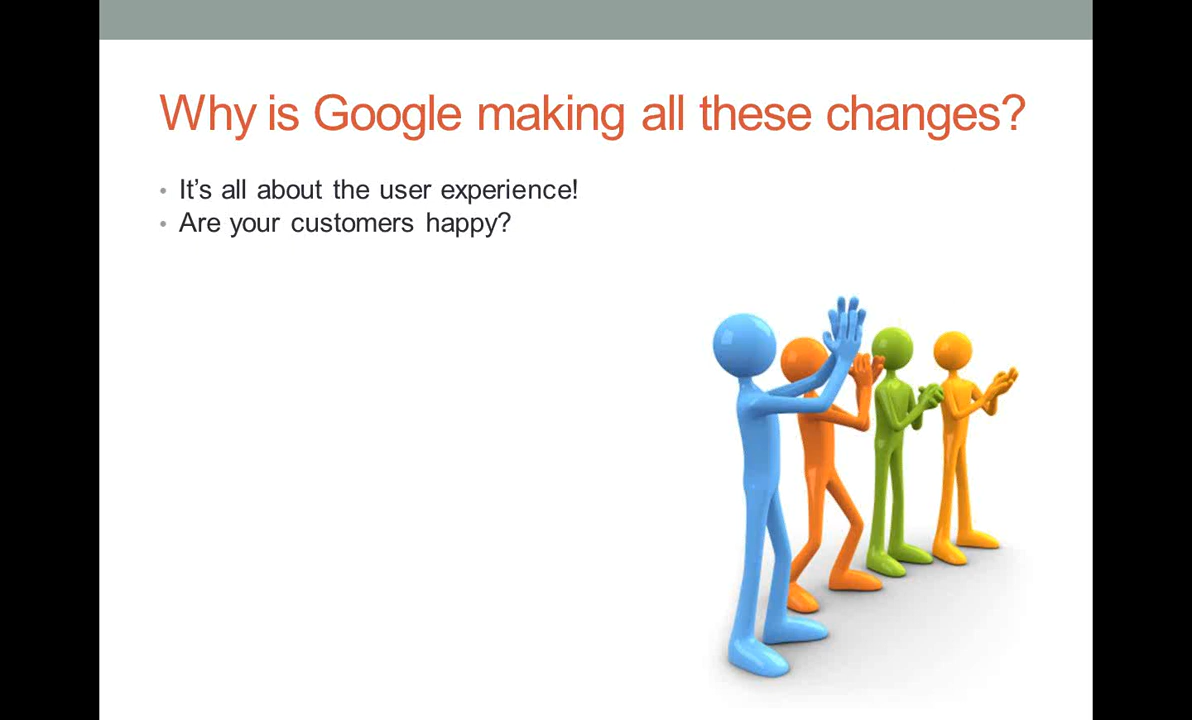 Why is Google making all these changes?
• It’s all about the user experience!
• Are your customers happy?